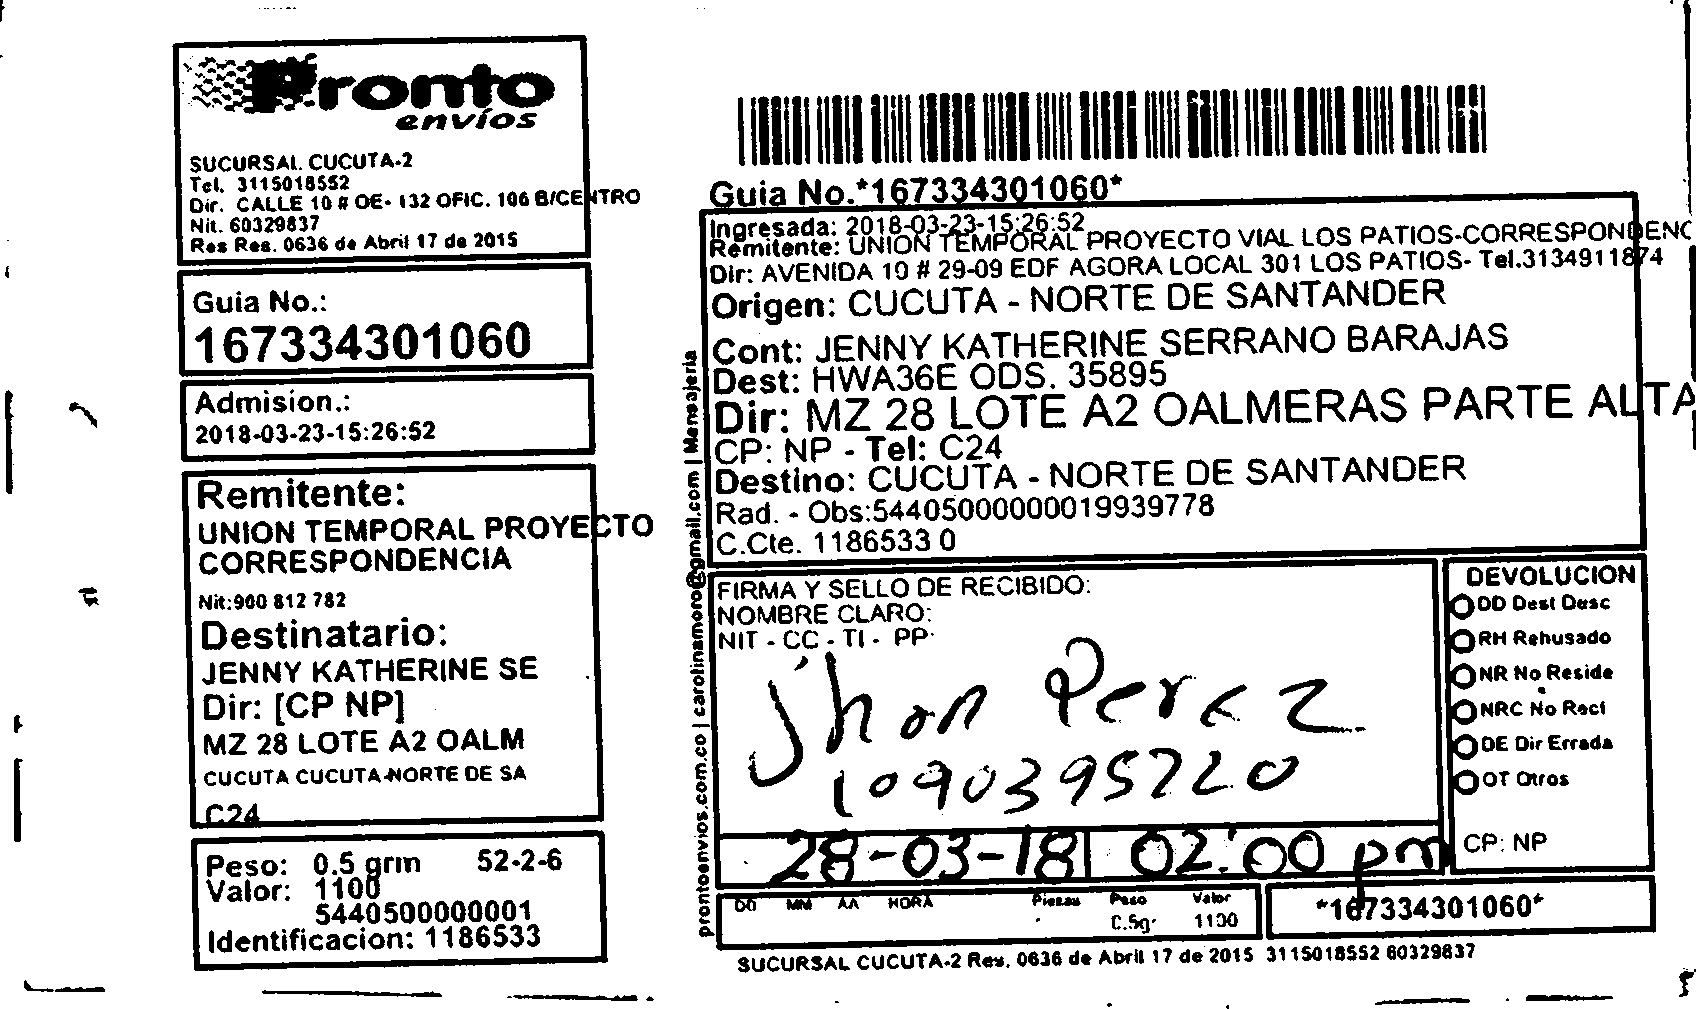 Pronto
envíos
SUCURSAL. CUCUTA-2
Tel. 3115018552
Dir. CALLE 10 # OE- 132 OFIC. 106 B/CENTRO
Nit. 60329837
Res Res. 0636 de Abril 17 de 2015
Guia No.:
167334301060
Admision.:
2018-03-23-15:26:52
Remitente:
UNION TEMPORAL PROYECTO
CORRESPONDENCIA
Nit:900 812 782
Destinatario:
JENNY KATHERINE SE
Dir: [CP NP]
MZ 28 LOTE A2 OALM
CUCUTA CUCUTA-NORTE DE SA
C24
Peso: 0.5 grm 52-2-6
Valor: 1100
5440500000001
Identificacion: 1186533
prontoenvios.com.co | carolinamoro@gmail.com | Mensajeria
Guia No.*167334301060*
Ingresada: 2018-03-23-15:26:52
Remitente: UNION TEMPORAL PROYECTO VIAL LOS PATIOS-CORRESPONDENC
Dir: AVENIDA 10 # 29-09 EDF AGORA LOCAL 301 LOS PATIOS- Tel.3134911874
Origen: CUCUTA - NORTE DE SANTANDER
Cont: JENNY KATHERINE SERRANO BARAJAS
Dest: HWA36E ODS. 35895
Dir: MZ 28 LOTE A2 OALMERAS PARTE ALTA
CP: NP - Tel: C24
Destino: CUCUTA - NORTE DE SANTANDER
Rad. - Obs:54405000000019939778
C.Cte. 1186533 0
FIRMA Y SELLO DE RECIBIDO:
NOMBRE CLARO:
NIT - CC - TI - PP:
Jhon Perez
1090395720
28-03-18 02:00 pm
DD MM AA HORA Piezas Peso Valor
0.5g 1100
DEVOLUCION
DD Dest Desc
RH Rehusado
NR No Reside
NRC No Reci
DE Dir Errada
OT Otros
CP: NP
*167334301060*
SUCURSAL CUCUTA-2 Res. 0636 de Abril 17 de 2015 3115018552 60329837